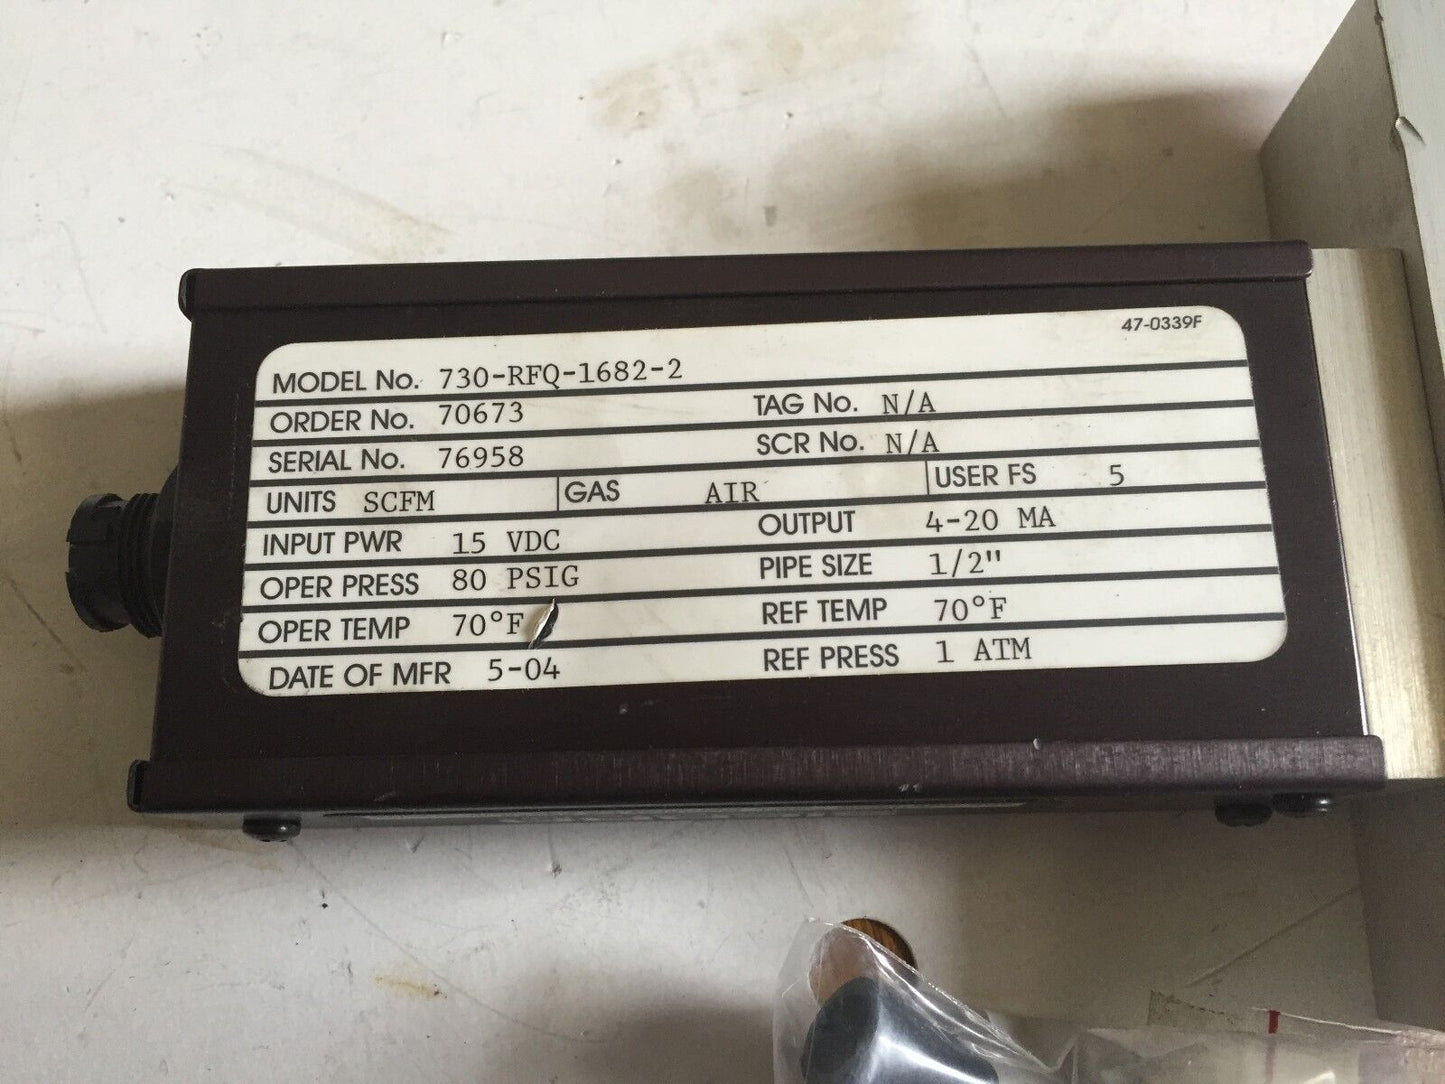 47-0339F
MODEL No. 730-RFQ-1682-2
ORDER No. 70673 TAG No. N/A
SERIAL No. 76958 SCR No. N/A
UNITS SCFM GAS AIR USER FS 5
INPUT PWR 15 VDC OUTPUT 4-20 MA
OPER PRESS 80 PSIG PIPE SIZE 1/2"
OPER TEMP 70°F REF TEMP 70°F
DATE OF MFR 5-04 REF PRESS 1 ATM